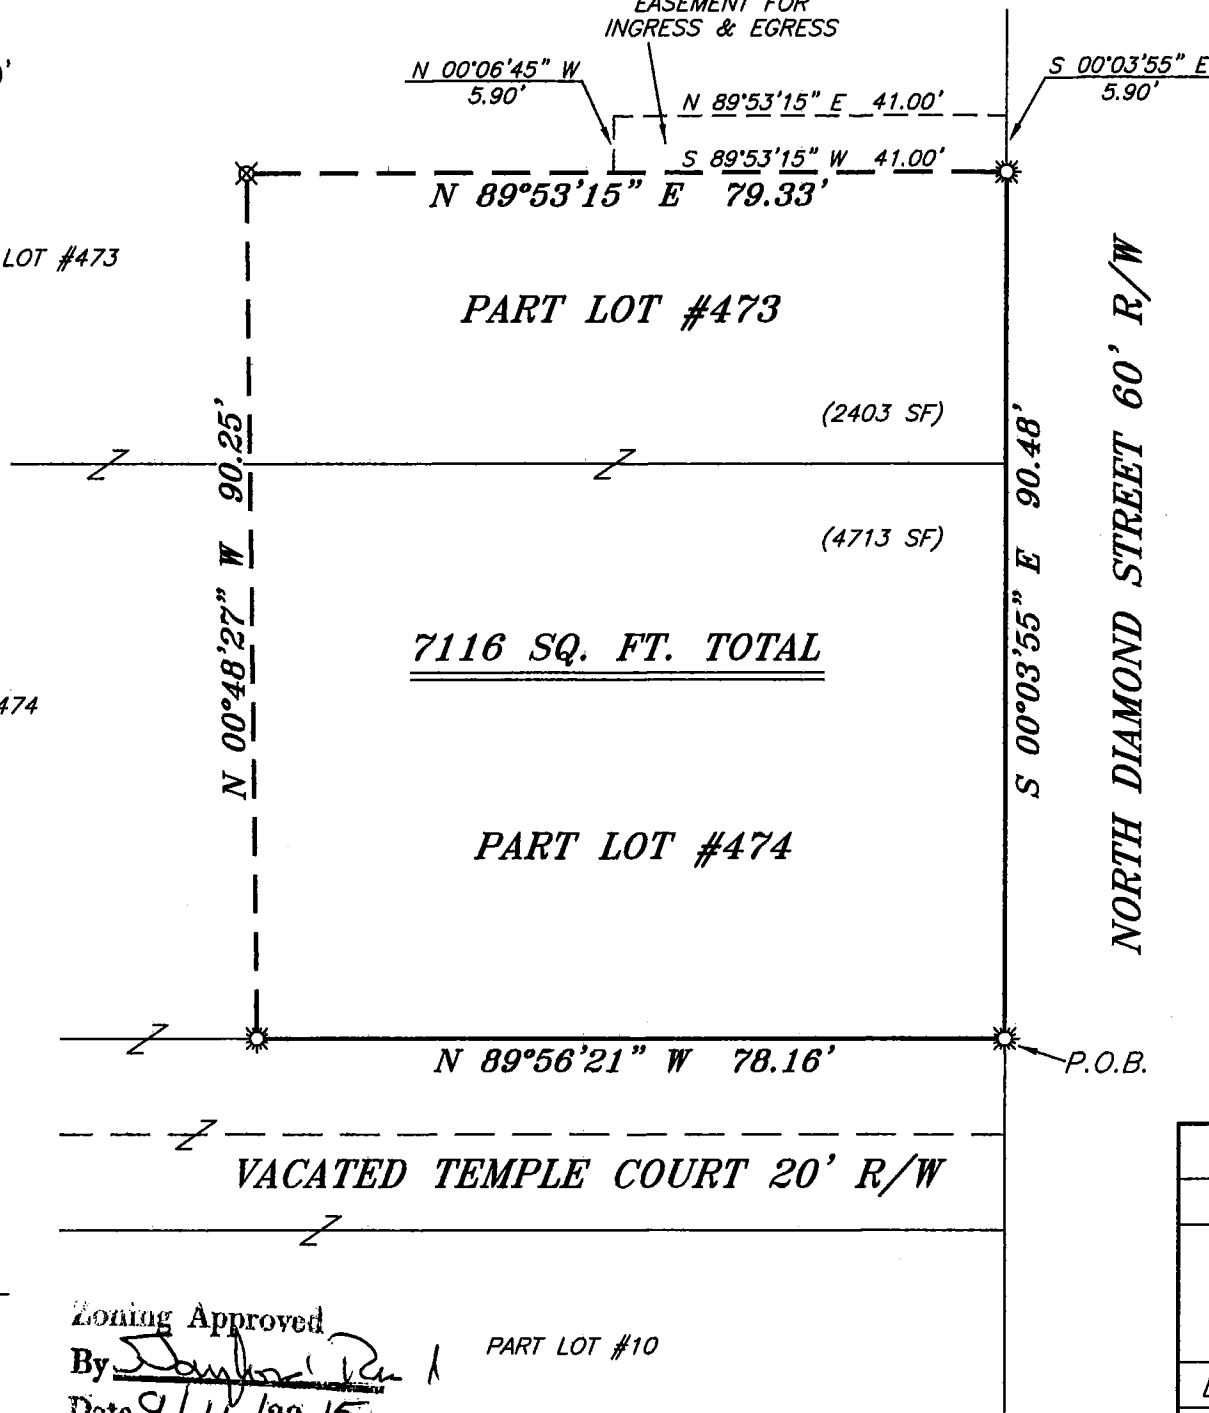 EASEMENT FOR
INGRESS & EGRESS
N 00°06'45" W
5.90'
S 00°03'55" E
5.90'
N 89°53'15" E 41.00'
S 89°53'15" W 41.00'
N 89°53'15" E 79.33'
LOT #473
PART LOT #473
(2403 SF)
N 00°48'27" W 90.25'
S 00°03'55" E 90.48'
NORTH DIAMOND STREET 60' R/W
(4713 SF)
7116 SQ. FT. TOTAL
474
PART LOT #474
N 89°56'21" W 78.16'
P.O.B.
VACATED TEMPLE COURT 20' R/W
Zoning Approved
By
PART LOT #10
Date